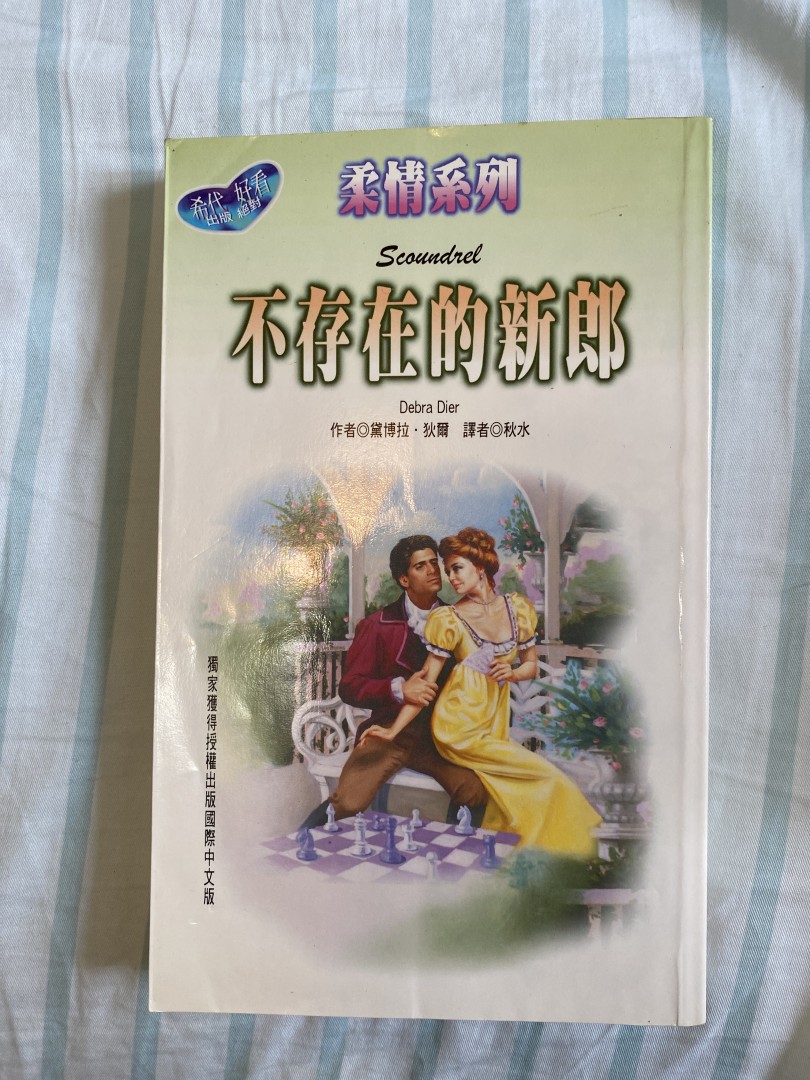 希代 好看
出版 絕對
柔情系列
Scoundrel
不存在的新郎
Debra Dier
作者◎黛博拉·狄爾 譯者◎秋水
獨家獲得授權出版國際中文版